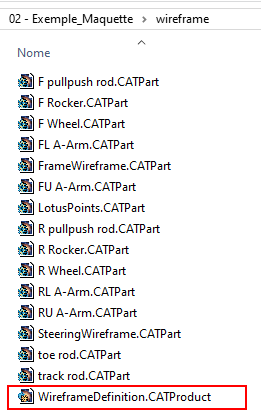 02 - Exemple_Maquette > wireframe
Nome
F pullpush rod.CATPart
F Rocker.CATPart
F Wheel.CATPart
FL A-Arm.CATPart
FrameWireframe.CATPart
FU A-Arm.CATPart
LotusPoints.CATPart
R pullpush rod.CATPart
R Rocker.CATPart
R Wheel.CATPart
RL A-Arm.CATPart
RU A-Arm.CATPart
SteeringWireframe.CATPart
toe rod.CATPart
track rod.CATPart
WireframeDefinition.CATProduct